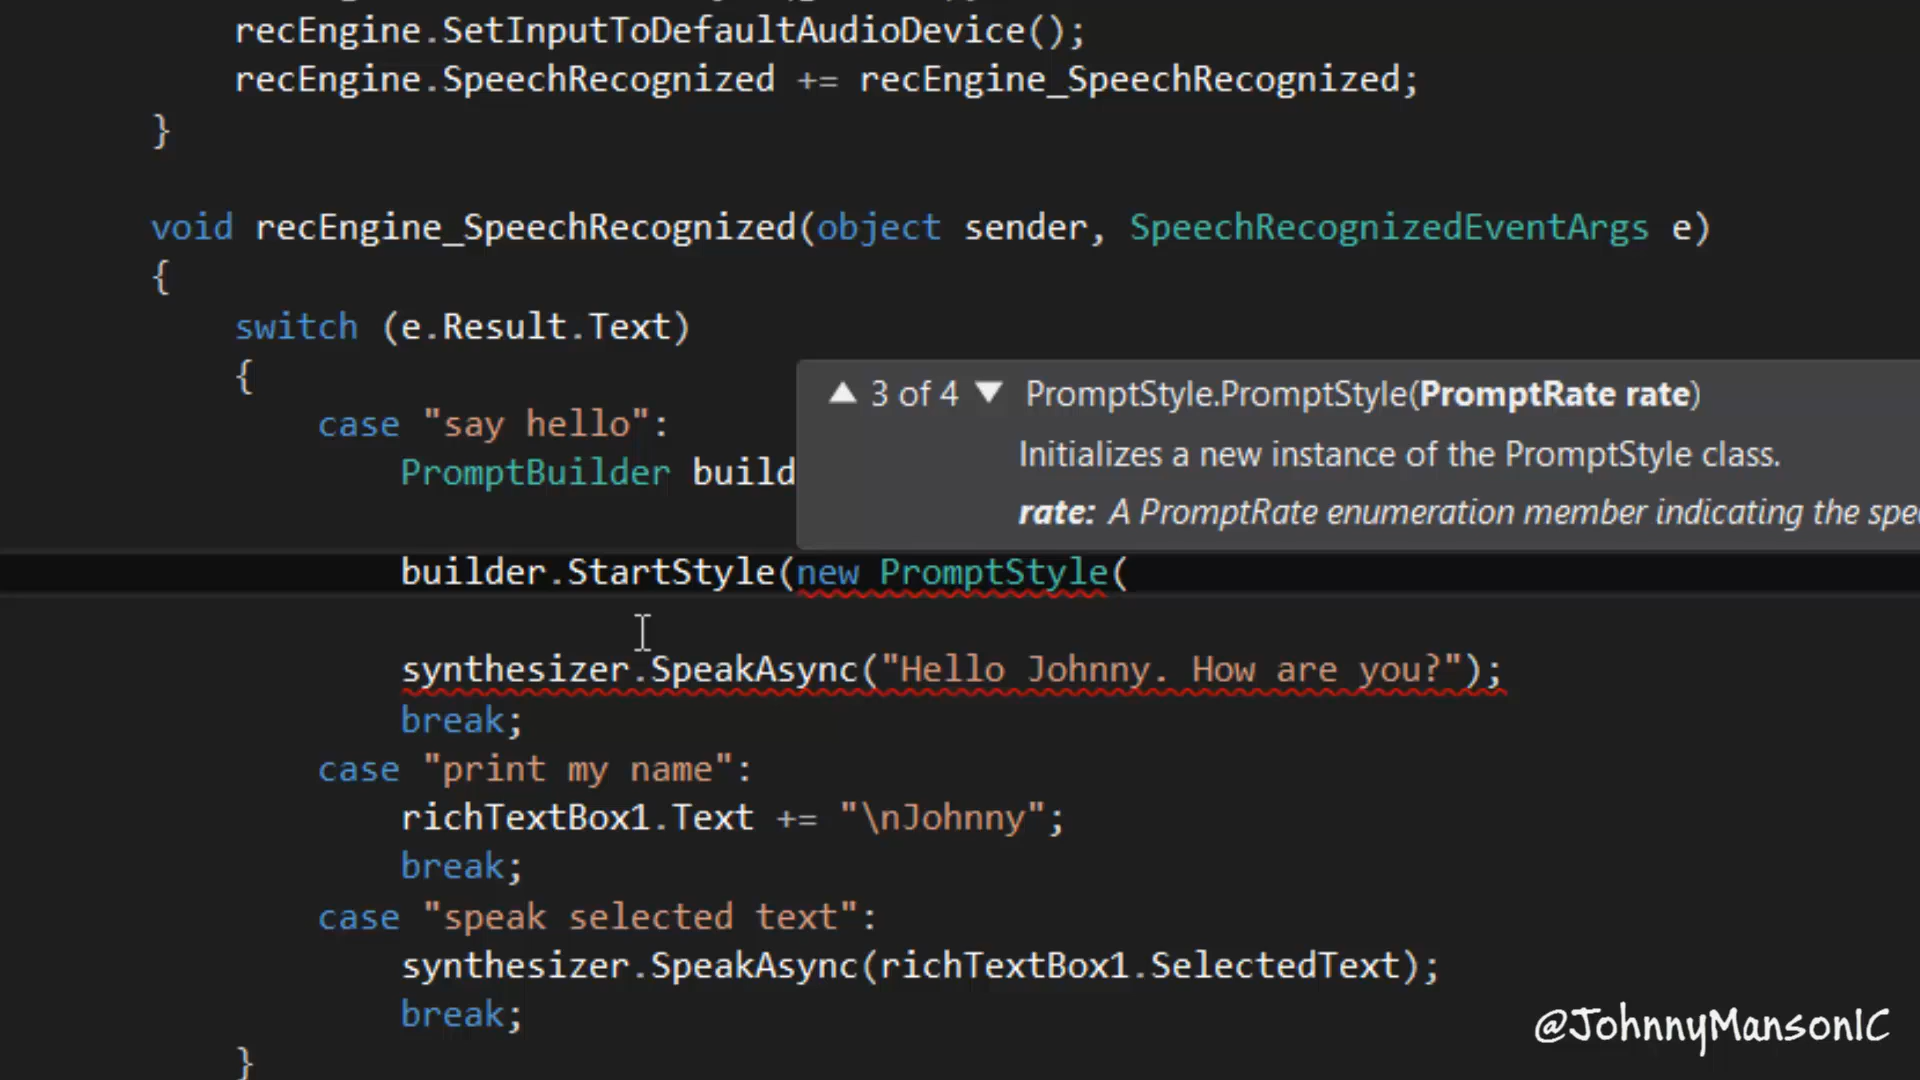 recEngine.SetInputToDefaultAudioDevice();
recEngine.SpeechRecognized += recEngine_SpeechRecognized;
}
void recEngine_SpeechRecognized(object sender, SpeechRecognizedEventArgs e)
{
switch (e.Result.Text)
{
case "say hello":
PromptBuilder build
▲ 3 of 4 ▼ PromptStyle.PromptStyle(PromptRate rate)
Initializes a new instance of the PromptStyle class.
rate: A PromptRate enumeration member indicating the spe
builder.StartStyle(new PromptStyle(
synthesizer.SpeakAsync("Hello Johnny. How are you?");
break;
case "print my name":
richTextBox1.Text += "\nJohnny";
break;
case "speak selected text":
synthesizer.SpeakAsync(richTextBox1.SelectedText);
break;
}
@JohnnyMansonIC